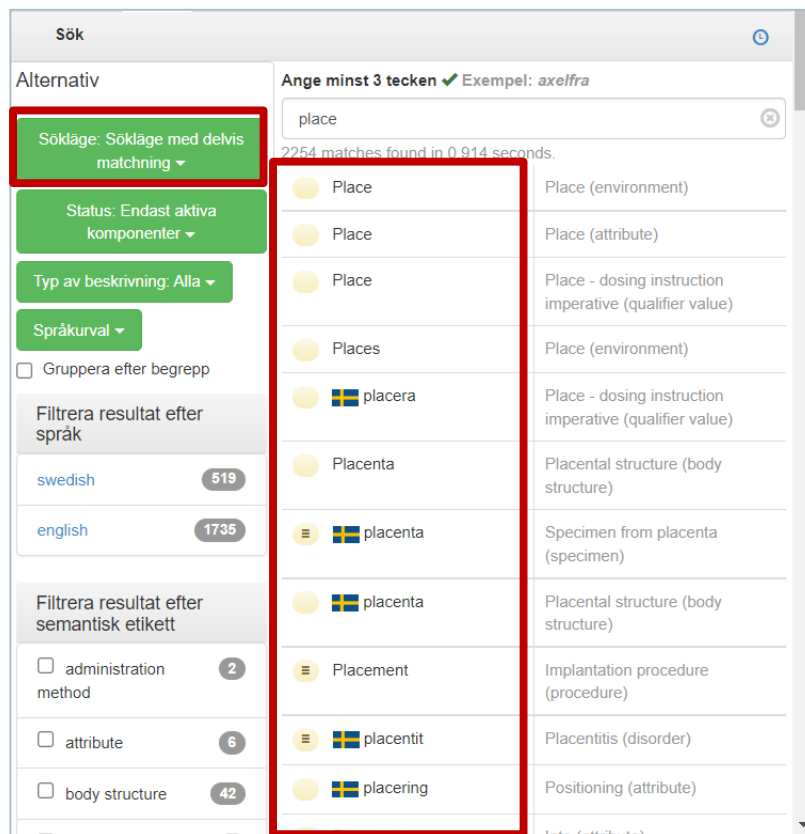 Sök
Alternativ
Sökläge: Sökläge med delvis
matchning
Status: Endast aktiva
komponenter
Typ av beskrivning: Alla
Språkurval
Gruppera efter begrepp
Filtrera resultat efter
språk
swedish 519
english 1735
Filtrera resultat efter
semantisk etikett
administration 2
method
attribute 6
body structure 42
Ange minst 3 tecken ✔ Exempel: axelfra
place
2254 matches found in 0.914 seconds.
Place Place (environment)
Place Place (attribute)
Place Place - dosing instruction
imperative (qualifier value)
Places Place (environment)
placera Place - dosing instruction
imperative (qualifier value)
Placenta Placental structure (body
structure)
placenta Specimen from placenta
(specimen)
placenta Placental structure (body
structure)
Placement Implantation procedure
(procedure)
placentit Placentitis (disorder)
placering Positioning (attribute)